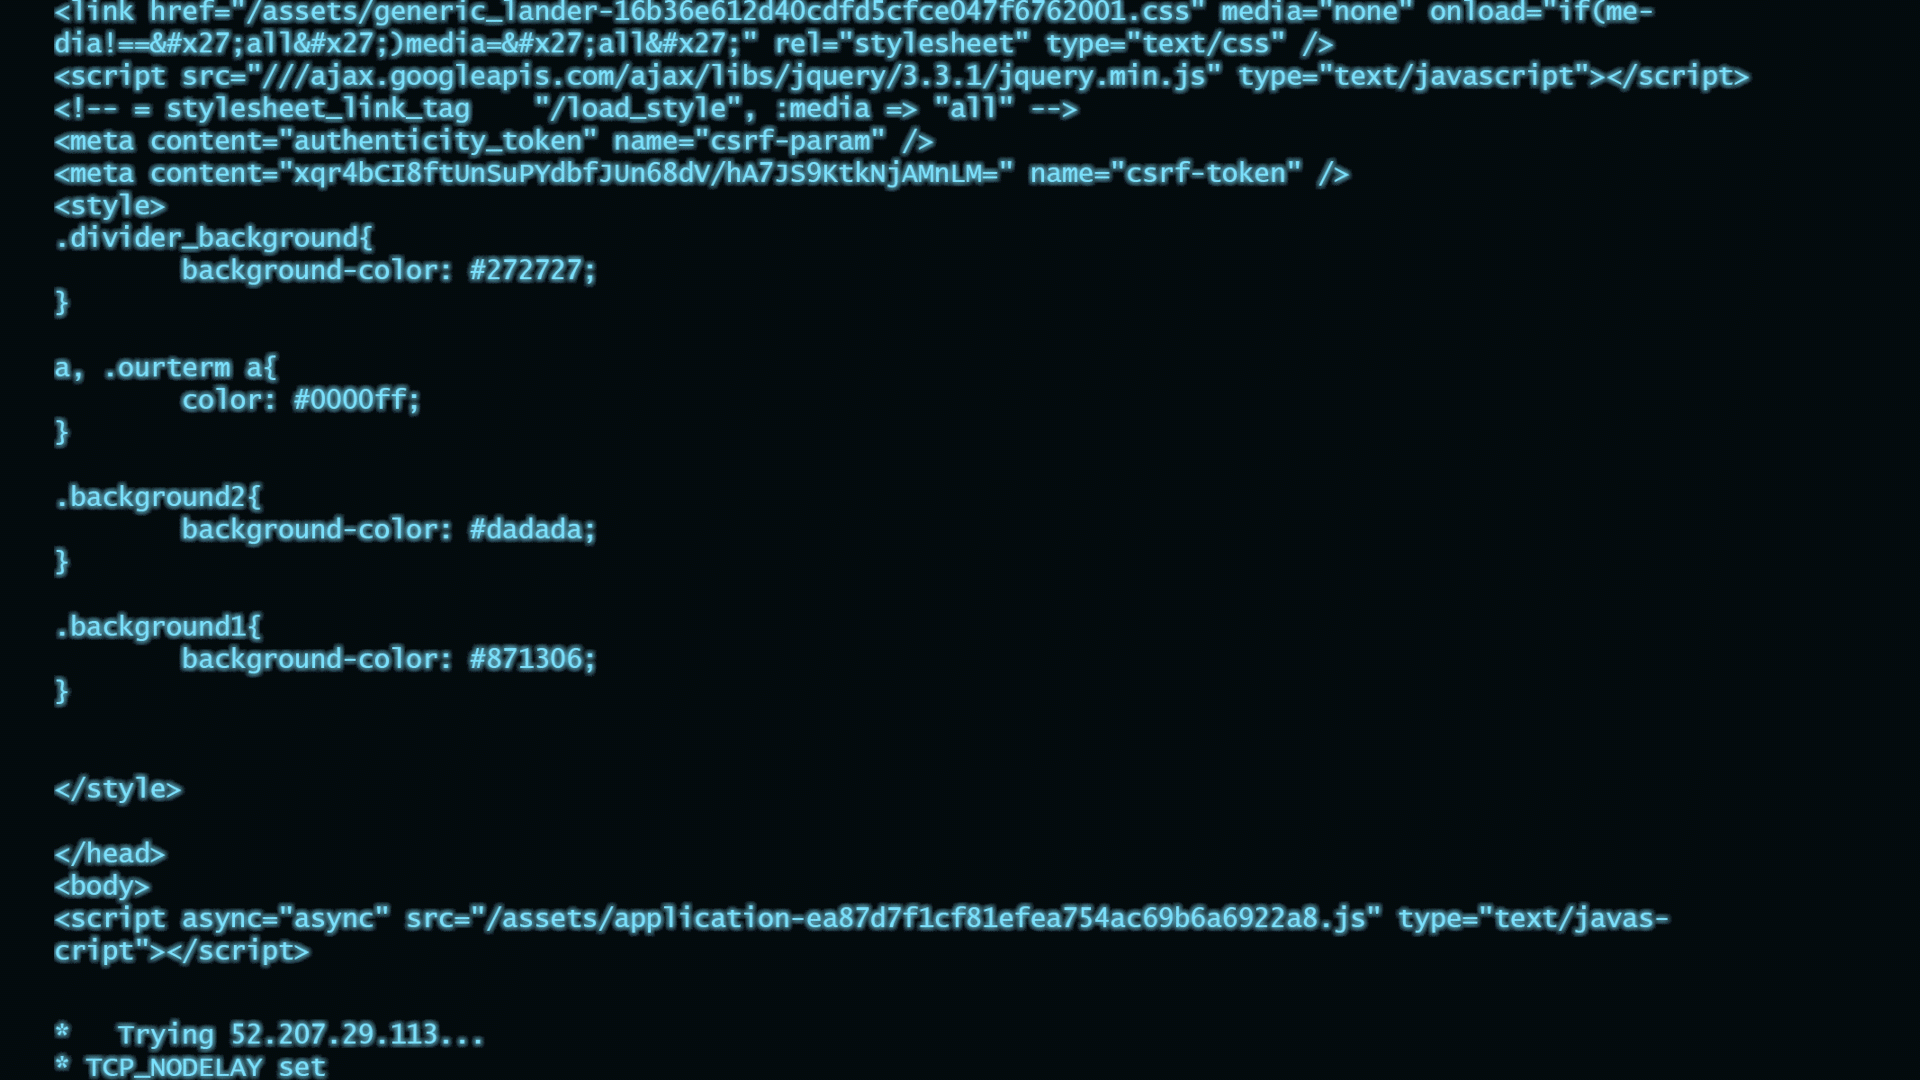 <link href="/assets/generic_lander-16b36e612d40cdfd5cfce047f6762001.css" media="none" onload="if(me-
dia!==&#x27;all&#x27;)media=&#x27;all&#x27;" rel="stylesheet" type="text/css" />
<script src="///ajax.googleapis.com/ajax/libs/jquery/3.3.1/jquery.min.js" type="text/javascript"></script>
<!-- = stylesheet_link_tag    "/load_style", :media => "all" -->
<meta content="authenticity_token" name="csrf-param" />
<meta content="xqr4bCI8ftUnSuPYdbfJUn68dV/hA7JS9KtkNjAMnLM=" name="csrf-token" />
<style>
.divider_background{
        background-color: #272727;
}
a, .ourterm a{
        color: #0000ff;
}
.background2{
        background-color: #dadada;
}
.background1{
        background-color: #871306;
}
</style>
</head>
<body>
<script async="async" src="/assets/application-ea87d7f1cf81efea754ac69b6a6922a8.js" type="text/javas-
cript"></script>
*   Trying 52.207.29.113...
* TCP_NODELAY set